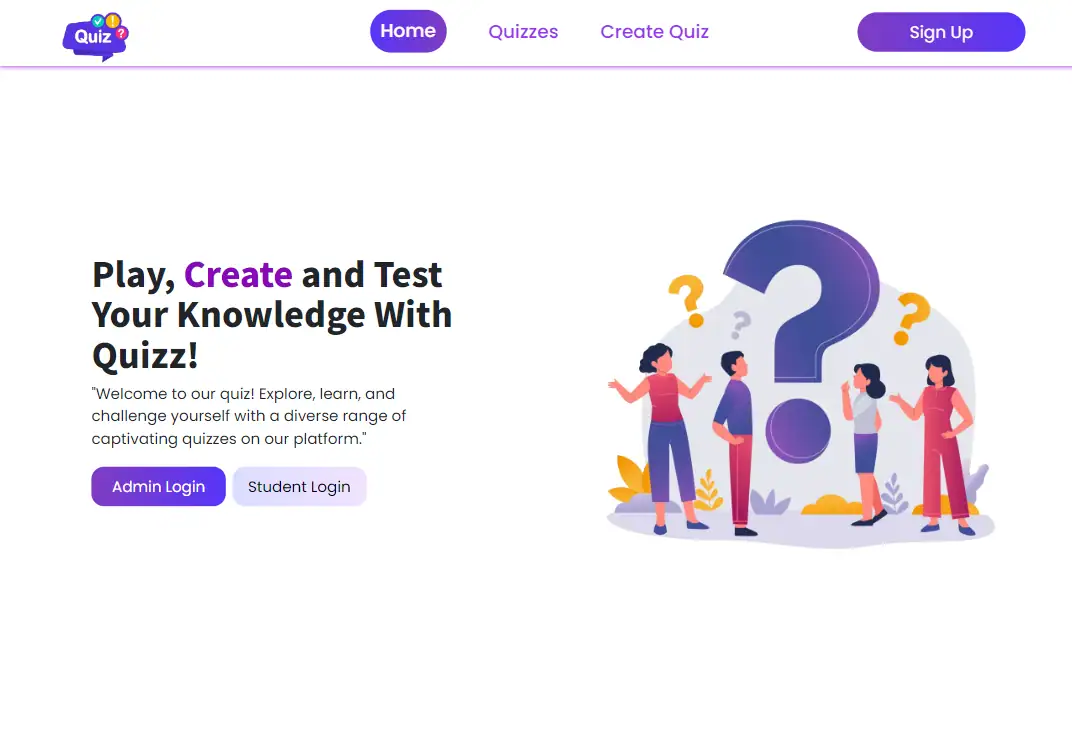 Quiz
Home
Quizzes
Create Quiz
Sign Up
Play, Create and Test
Your Knowledge With
Quizz!
"Welcome to our quiz! Explore, learn, and
challenge yourself with a diverse range of
captivating quizzes on our platform."
Admin Login
Student Login